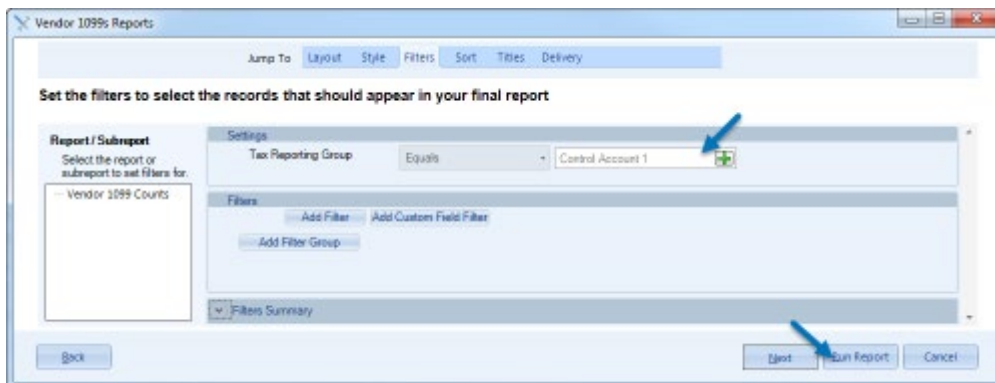 Vendor 1099s Reports
Jump To Layout Style Filters Sort Titles Delivery
Set the filters to select the records that should appear in your final report
Report / Subreport
Select the report or
subreport to set filters for.
Vendor 1099 Counts
Settings
Tax Reporting Group Equals Control Account 1
Filters
Add Filter Add Custom Field Filter
Add Filter Group
Filters Summary
Back Next Run Report Cancel